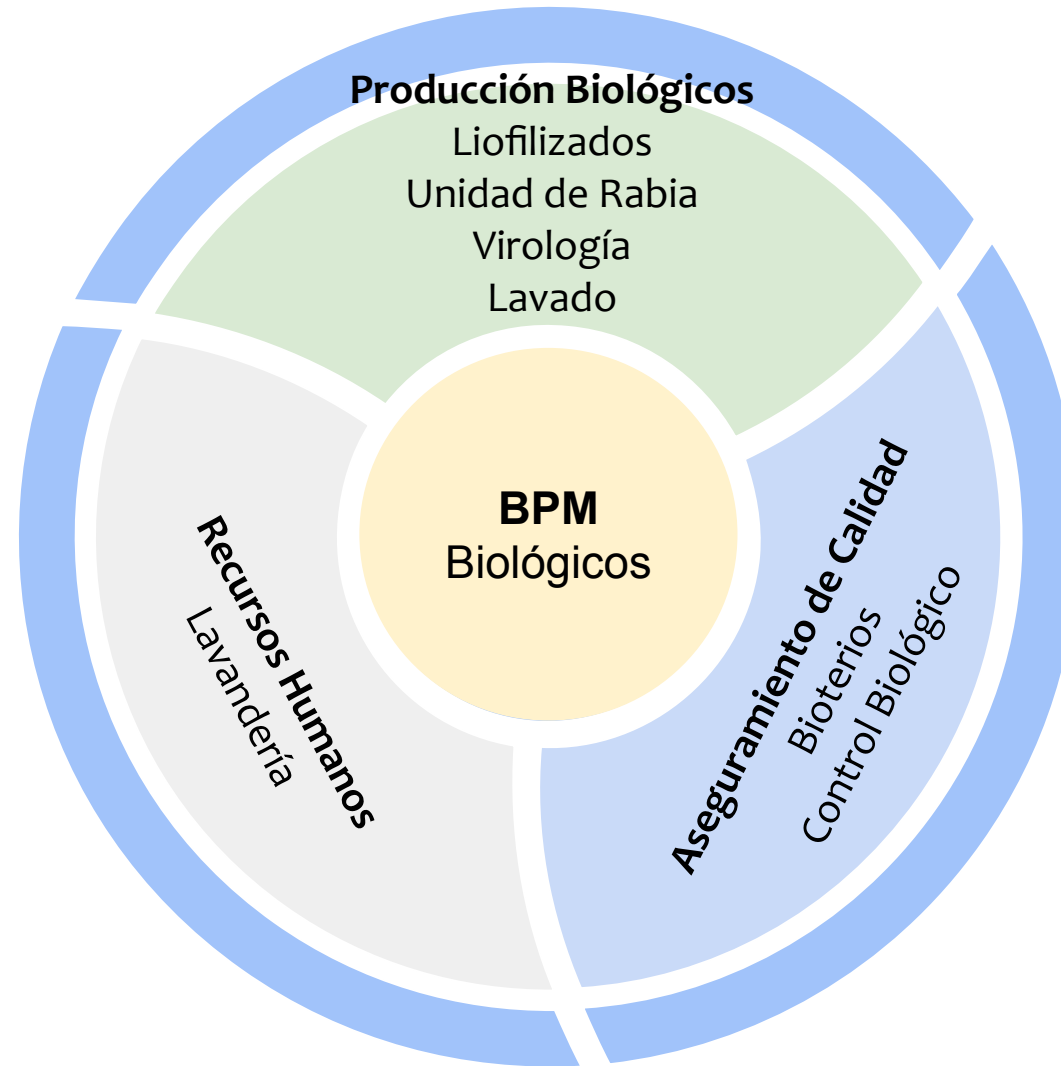 Producción Biológicos
Liofilizados
Unidad de Rabia
Virología
Lavado
BPM
Biológicos
Recursos Humanos
Lavandería
Aseguramiento de Calidad
Bioterios
Control Biológico